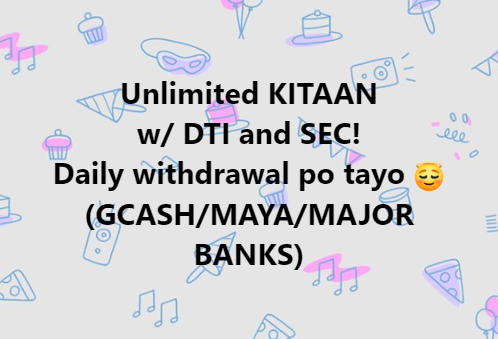 Unlimited KITAAN
w/ DTI and SEC!
Daily withdrawal po tayo 😌
(GCASH/MAYA/MAJOR
BANKS)